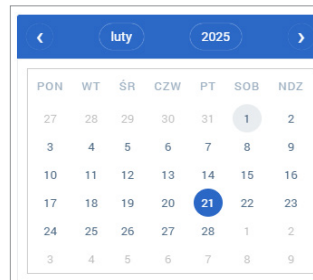 ‹ luty 2025 ›
PON WT ŚR CZW PT SOB NDZ
27 28 29 30 31 1 2
3 4 5 6 7 8 9
10 11 12 13 14 15 16
17 18 19 20 21 22 23
24 25 26 27 28 1 2
3 4 5 6 7 8 9